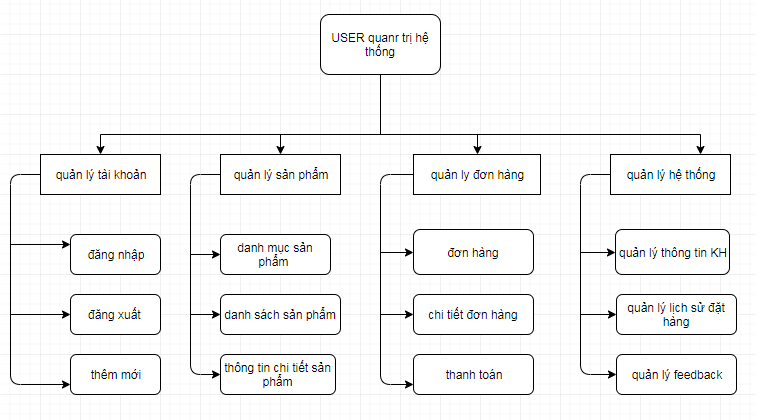 USER quanr trị hệ
thống
quản lý tài khoản
quản lý sản phẩm
quản ly đơn hàng
quản lý hệ thống
đăng nhập
danh mục sản
phẩm
đơn hàng
quản lý thông tin KH
đăng xuất
danh sách sản phẩm
chi tiết đơn hàng
quản lý lịch sử đặt
hàng
thêm mới
thông tin chi tiết sản
phẩm
thanh toán
quản lý feedback